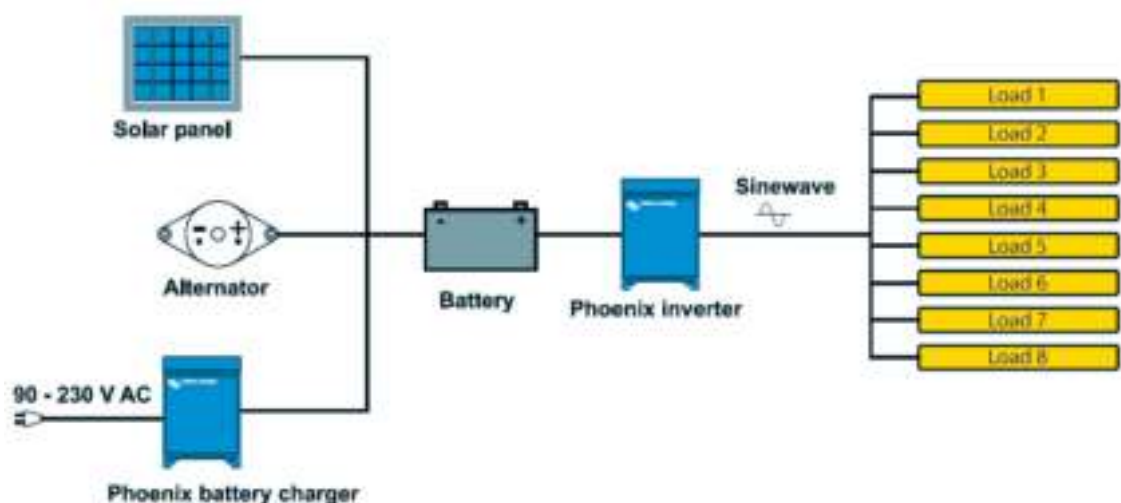 Solar panel
Alternator
90 - 230 V AC
Phoenix battery charger
Battery
Phoenix inverter
Sinewave
Load 1
Load 2
Load 3
Load 4
Load 5
Load 6
Load 7
Load 8